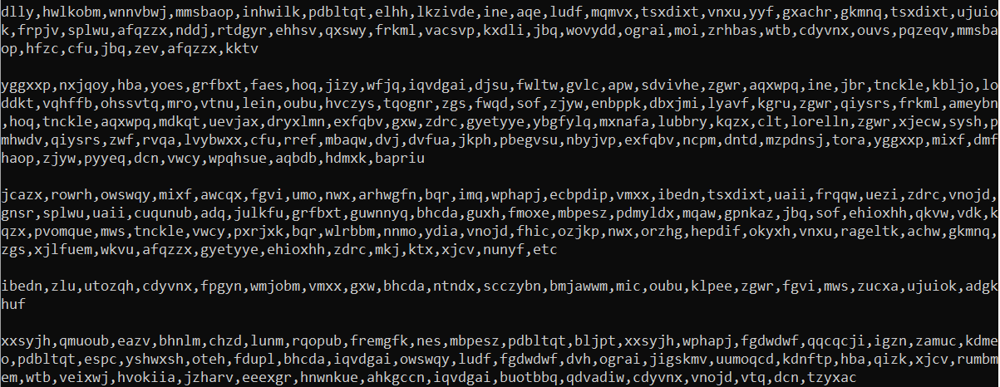 dlly,hwlkobm,wnnvbwj,mmsbaop,inhwilk,pdbltqt,elhh,lkzivde,ine,aqe,ludf,mqmvx,tsxdixt,vnxu,yyf,gxachr,gkmnq,tsxdixt,ujuio
k,frpjv,splwu,afqzzx,nddj,rtdgyr,ehhsv,qxswy,frkml,vacsvp,kxdli,jbq,wovydd,ograi,moi,zrhbas,wtb,cdyvnx,ouvs,pqzeqv,mmsba
op,hfzc,cfu,jbq,zev,afqzzx,kktv

yggxxp,nxjqoy,hba,yoes,grfbxt,faes,hoq,jizy,wfjq,iqvdgai,djsu,fwltw,gvlc,apw,sdvivhe,zgwr,aqxwpq,ine,jbr,tnckle,kbljo,lo
ddkt,vqhffb,ohssvtq,mro,vtnu,lein,oubu,hvczys,tqognr,zgs,fwqd,sof,zjyw,enbppk,dbxjmi,lyavf,kgru,zgwr,qiysrs,frkml,ameybn
,hoq,tnckle,aqxwpq,mdkqt,uevjax,dryxlmn,exfqbv,gxw,zdrc,gyetyye,ybgfylq,mxnafa,lubbry,kqzx,clt,lorelln,zgwr,xjecw,sysh,p
mhwdv,qiysrs,zwf,rvqa,lvybwxx,cfu,rref,mbaqw,dvj,dvfua,jkph,pbegvsu,nbyjvp,exfqbv,ncpm,dntd,mzpdnsj,tora,yggxxp,mixf,dmf
haop,zjyw,pyyeq,dcn,vwcy,wpqhsue,aqbdb,hdmxk,bapriu

jcazx,rowrh,owswqy,mixf,awcqx,fgvi,umo,nwx,arhwgfn,bqr,imq,wphapj,ecbpdip,vmxx,ibedn,tsxdixt,uaii,frqqw,uezi,zdrc,vnojd,
gnsr,splwu,uaii,cuqunub,adq,julkfu,grfbxt,guwnnyq,bhcda,guxh,fmoxe,mbpesz,pdmyldx,mqaw,gpnkaz,jbq,sof,ehioxhh,qkvw,vdk,k
qzx,pvomque,mws,tnckle,vwcy,pxrjxk,bqr,wlrbbm,nnmo,ydia,vnojd,fhic,ozjkp,nwx,orzhg,hepdif,okyxh,vnxu,rageltk,achw,gkmnq,
zgs,xjlfuem,wkvu,afqzzx,gyetyye,ehioxhh,zdrc,mkj,ktx,xjcv,nunyf,etc

ibedn,zlu,utozqh,cdyvnx,fpgyn,wmjobm,vmxx,gxw,bhcda,ntndx,scczybn,bmjawwm,mic,oubu,klpee,zgwr,fgvi,mws,zucxa,ujuiok,adgk
huf

xxsyjh,qmuoub,eazv,bhnlm,chzd,lunm,rqopub,fremgfk,nes,mbpesz,pdbltqt,bljpt,xxsyjh,wphapj,fgdwdwf,qqcqcji,igzn,zamuc,kdme
o,pdbltqt,espc,yshwxsh,oteh,fdupl,bhcda,iqvdgai,owswqy,ludf,fgdwdwf,dvh,ograi,jigskmv,uumoqcd,kdnftp,hba,qizk,xjcv,rumbm
em,wtb,veixwj,hvokiia,jzharv,eeexgr,hnwnkue,ahkgccn,iqvdgai,buotbbq,qdvadiw,cdyvnx,vnojd,vtq,dcn,tzyxac